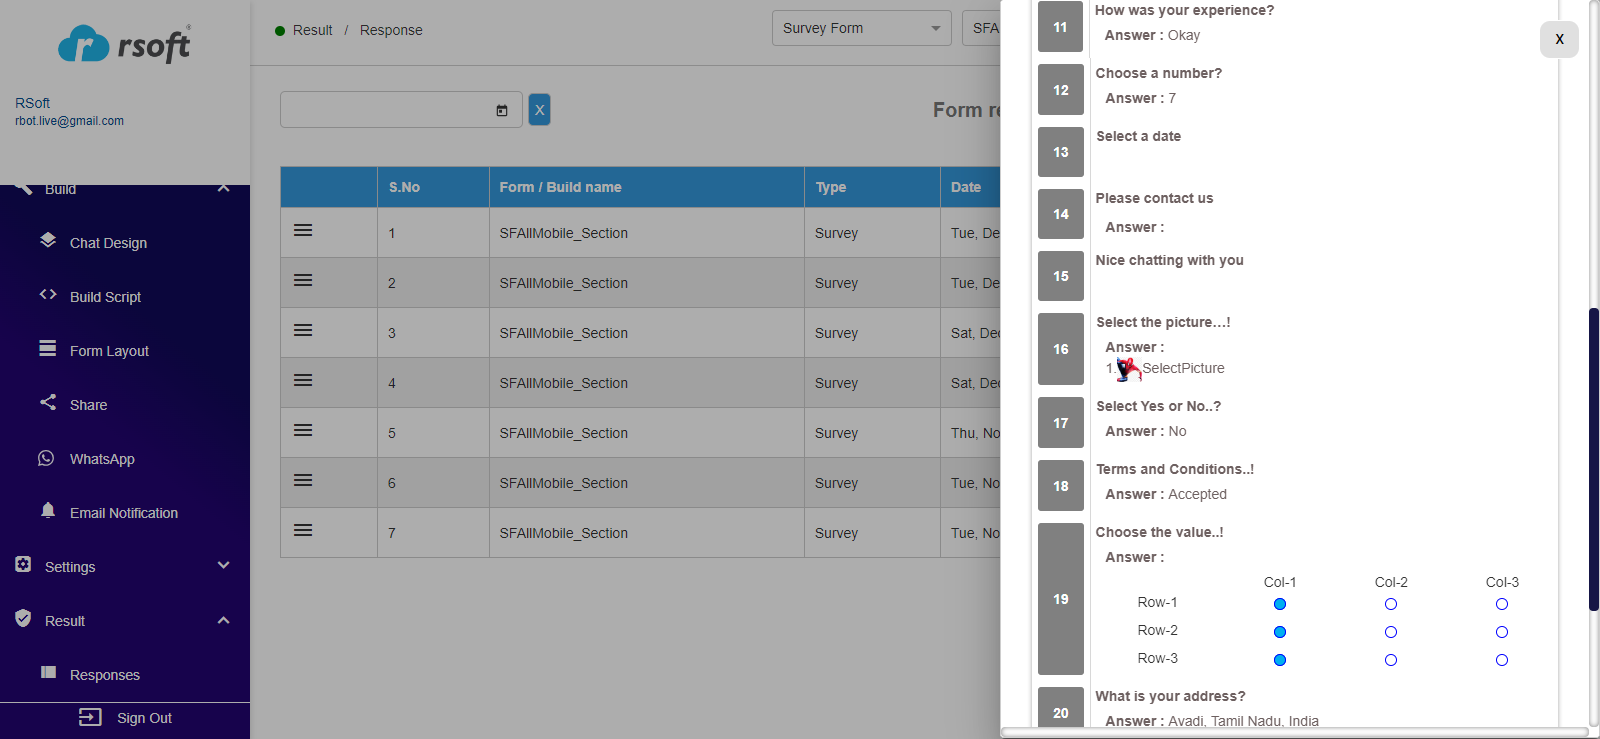 rsoft
RSoft
rbot.live@gmail.com
Build
Chat Design
Build Script
Form Layout
Share
WhatsApp
Email Notification
Settings
Result
Responses
Sign Out
Result / Response
Survey Form
SFA
X
Form re
S.No Form / Build name Type Date
1 SFAllMobile_Section Survey Tue, De
2 SFAllMobile_Section Survey Tue, De
3 SFAllMobile_Section Survey Sat, Dec
4 SFAllMobile_Section Survey Sat, Dec
5 SFAllMobile_Section Survey Thu, No
6 SFAllMobile_Section Survey Tue, No
7 SFAllMobile_Section Survey Tue, No
X
11 How was your experience?
Answer : Okay
12 Choose a number?
Answer : 7
13 Select a date
14 Please contact us
Answer :
15 Nice chatting with you
16 Select the picture...!
Answer :
1. SelectPicture
17 Select Yes or No..?
Answer : No
18 Terms and Conditions..!
Answer : Accepted
19 Choose the value..!
Answer :
Col-1 Col-2 Col-3
Row-1
Row-2
Row-3
20 What is your address?
Answer : Avadi, Tamil Nadu, India